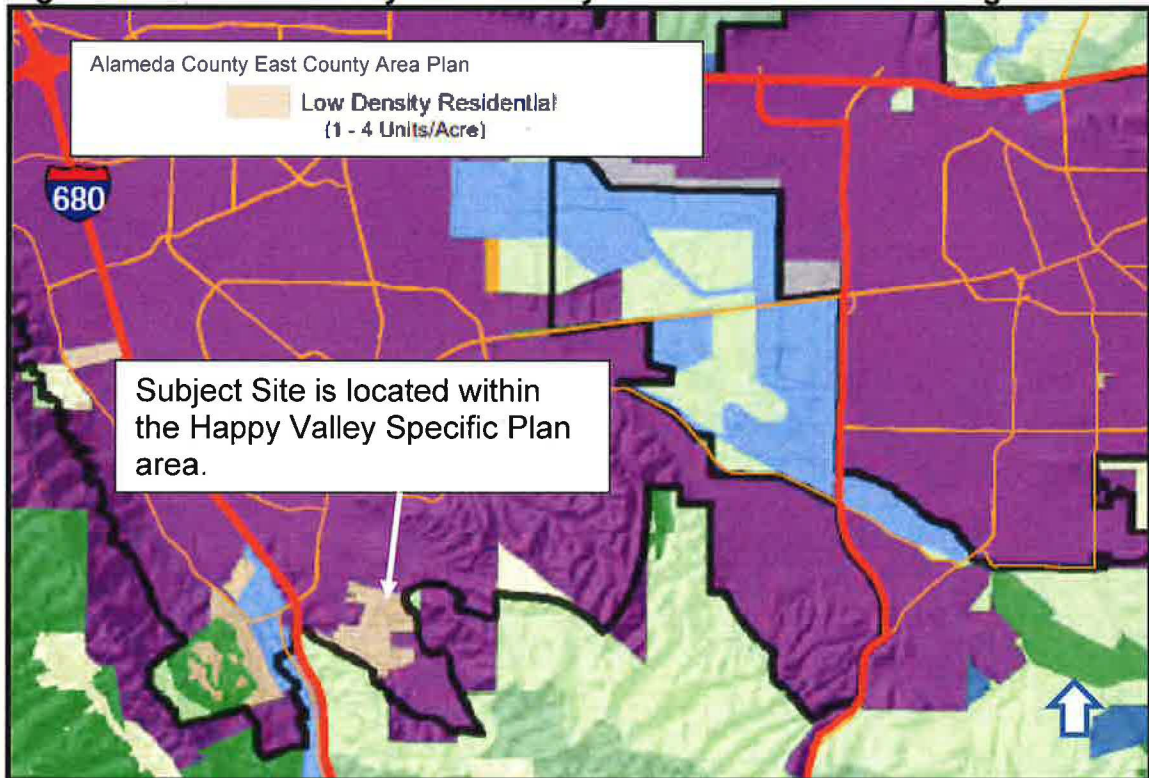 Alameda County East County Area Plan
Low Density Residential
(1 - 4 Units/Acre)
680
Subject Site is located within
the Happy Valley Specific Plan
area.